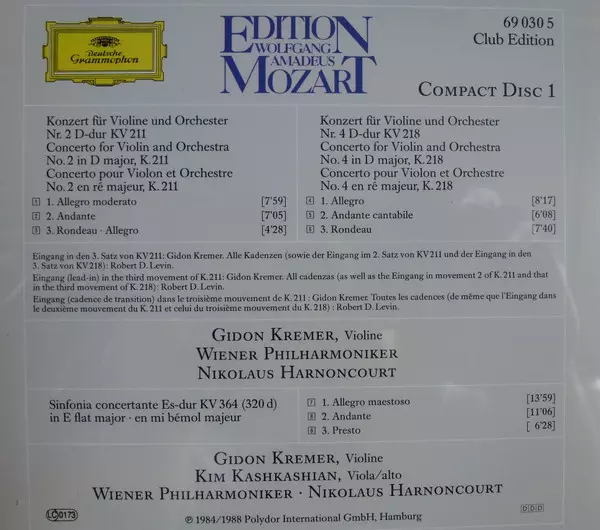 Deutsche
Grammophon
EDITION
WOLFGANG
AMADEUS
MOZART
69 030 5
Club Edition
COMPACT DISC 1
Konzert für Violine und Orchester
Nr. 2 D-dur KV 211
Concerto for Violin and Orchestra
No. 2 in D major, K. 211
Concerto pour Violon et Orchestre
No. 2 en ré majeur, K. 211
1 1. Allegro moderato [7'59]
2 2. Andante [7'05]
3 3. Rondeau · Allegro [4'28]
Konzert für Violine und Orchester
Nr. 4 D-dur KV 218
Concerto for Violin and Orchestra
No. 4 in D major, K. 218
Concerto pour Violon et Orchestre
No. 4 en ré majeur, K. 218
4 1. Allegro [8'17]
5 2. Andante cantabile [6'08]
6 3. Rondeau [7'40]
Eingang in den 3. Satz von KV 211: Gidon Kremer. Alle Kadenzen (sowie der Eingang im 2. Satz von KV 211 und der Eingang in den
3. Satz von KV 218): Robert D. Levin.
Eingang (lead-in) in the third movement of K. 211: Gidon Kremer. All cadenzas (as well as the Eingang in movement 2 of K. 211 and that
in the third movement of K. 218): Robert D. Levin.
Eingang (cadence de transition) dans le troisième mouvement de K. 211 : Gidon Kremer. Toutes les cadences (de même que l'Eingang dans
le deuxième mouvement du K. 211 et celui du troisième mouvement du K. 218) : Robert D. Levin.
GIDON KREMER, Violine
WIENER PHILHARMONIKER
NIKOLAUS HARNONCOURT
Sinfonia concertante Es-dur KV 364 (320 d)
in E flat major · en mi bémol majeur
7 1. Allegro maestoso [13'59]
8 2. Andante [11'06]
9 3. Presto [ 6'28]
GIDON KREMER, Violine
KIM KASHKASHIAN, Viola/alto
WIENER PHILHARMONIKER · NIKOLAUS HARNONCOURT
LC 0173
DDD
℗ 1984/1988 Polydor International GmbH, Hamburg